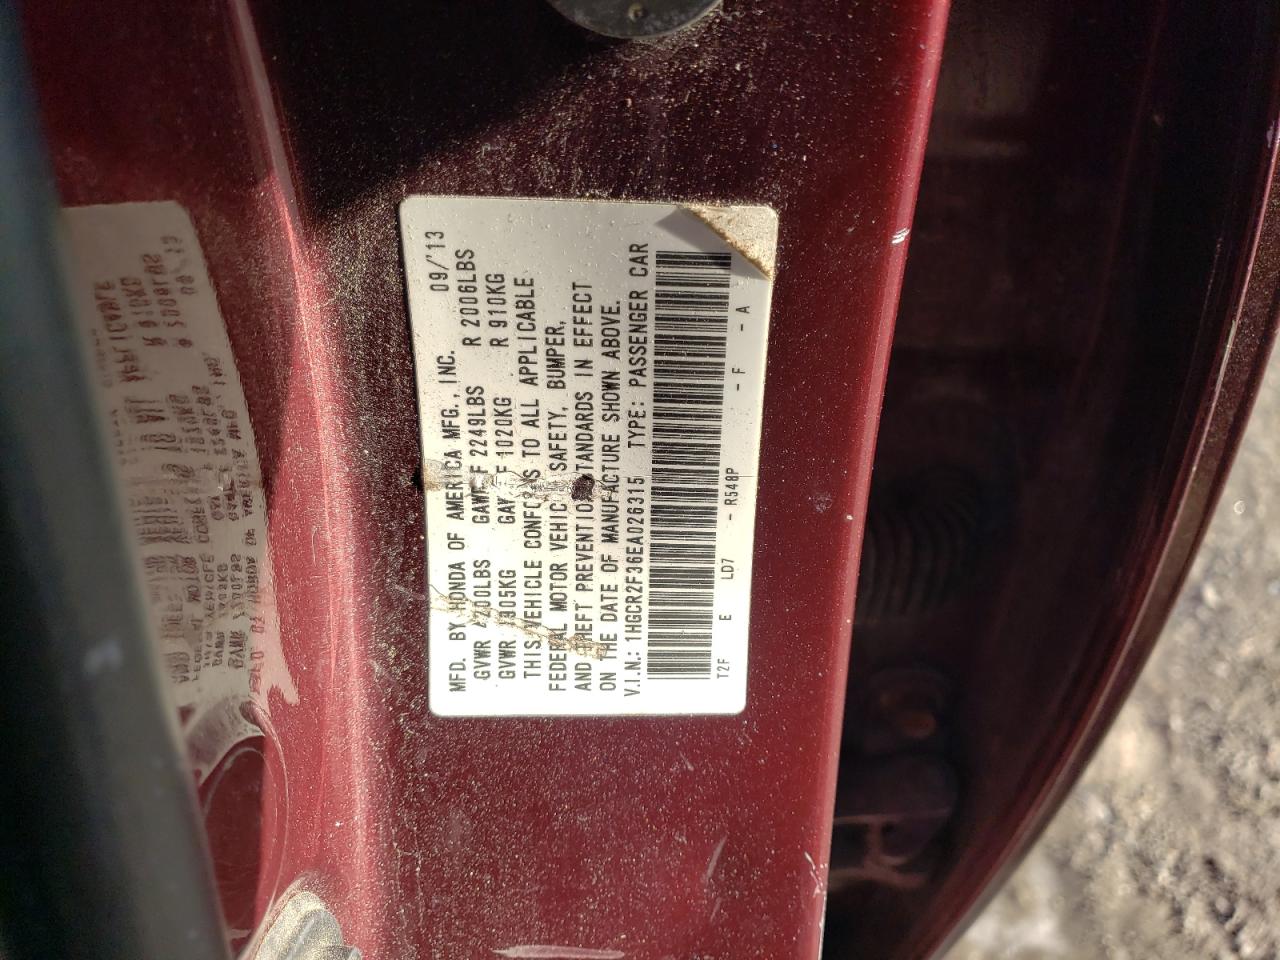 MFD. BY HONDA OF AMERICA MFG., INC. 09/'13
GVWR LBS GAWR F 2249LBS R 2006LBS
GVWR 1905KG GAWR F 1020KG R 910KG
THIS VEHICLE CONFORMS TO ALL APPLICABLE
FEDERAL MOTOR VEHICLE SAFETY, BUMPER,
AND THEFT PREVENTION STANDARDS IN EFFECT
ON THE DATE OF MANUFACTURE SHOWN ABOVE.
V.I.N.: 1HGCR2F36EA026315 TYPE: PASSENGER CAR
T2F E LD7 - R548P - F - A